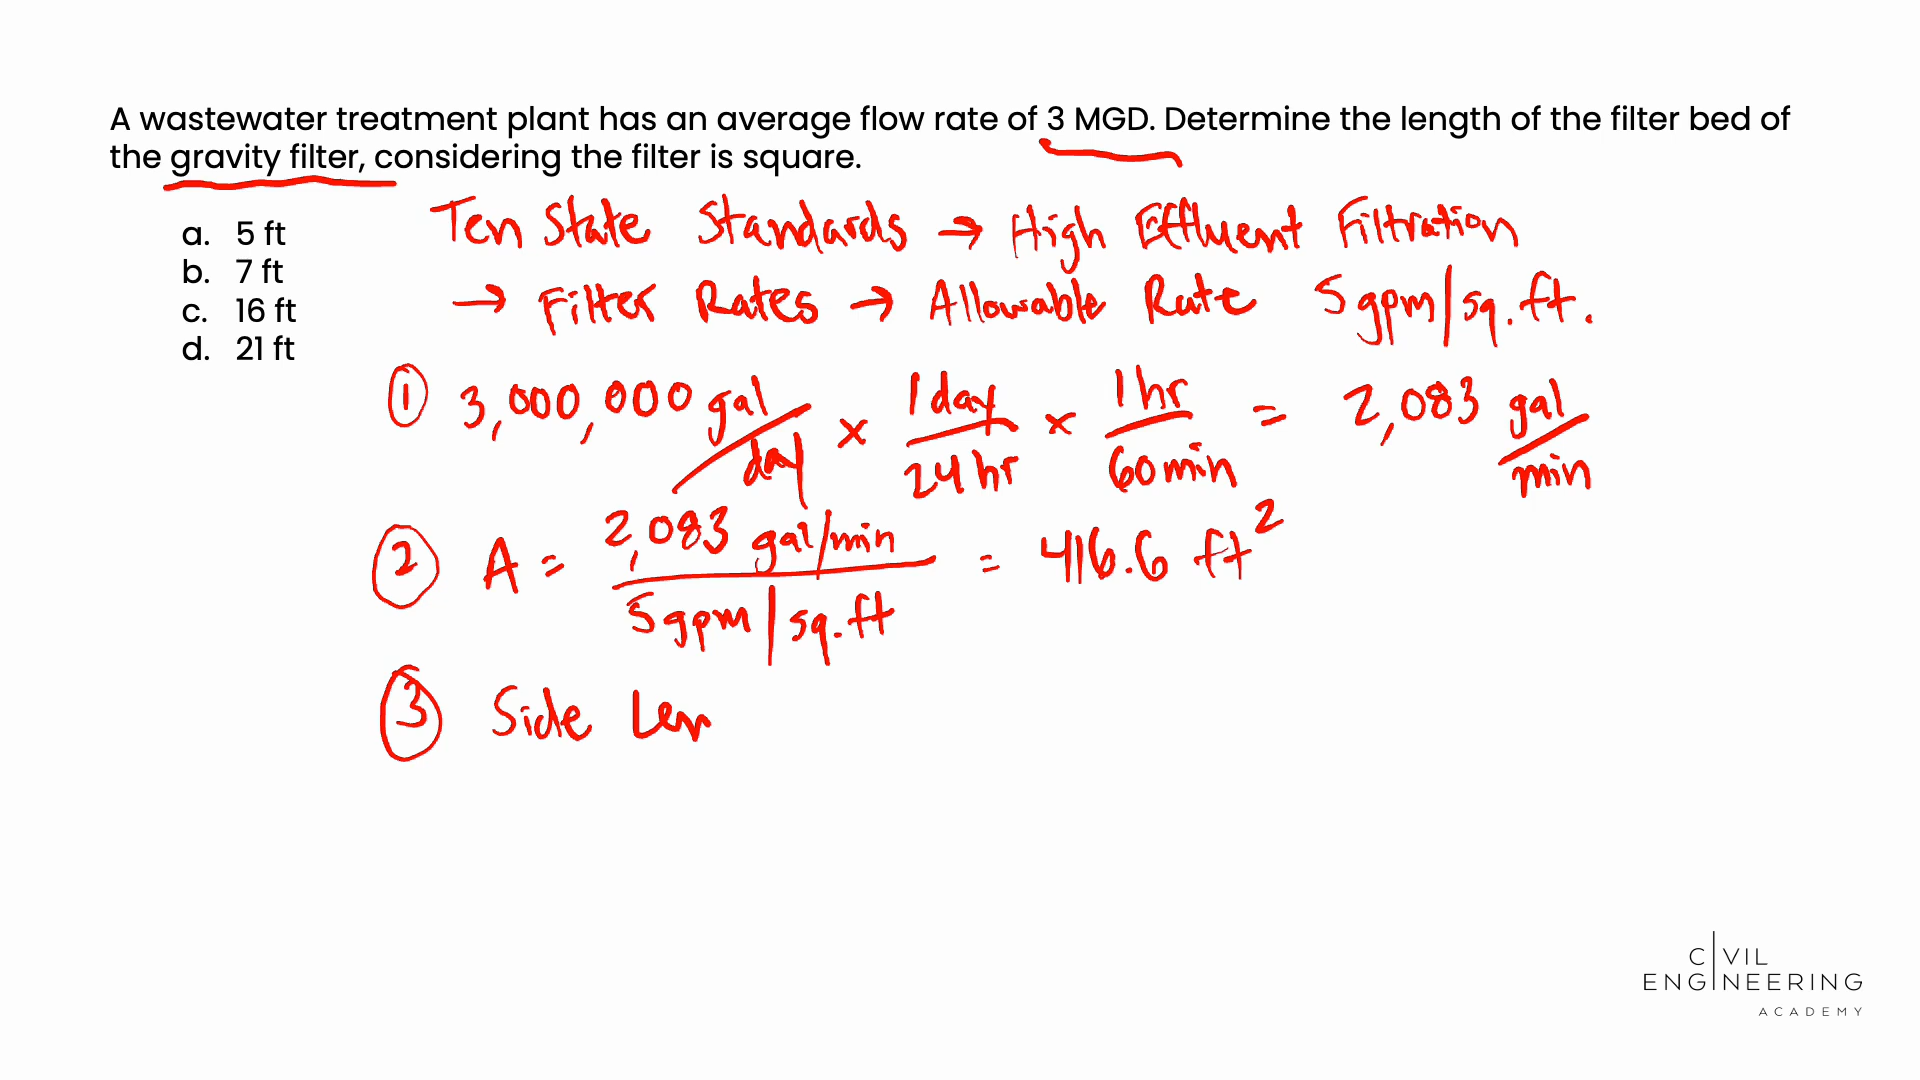 A wastewater treatment plant has an average flow rate of 3 MGD. Determine the length of the filter bed of
the gravity filter, considering the filter is square.
a. 5 ft
b. 7 ft
c. 16 ft
d. 21 ft
Ten State Standards → High Effluent Filtration
→ Filter Rates → Allowable Rate 5 gpm/sq. ft.
① 3,000,000 gal/day × 1 day/24 hr × 1 hr/60 min = 2,083 gal/min
② A = 2,083 gal/min / 5 gpm/sq. ft = 416.6 ft²
③ Side Len
CIVIL
ENGINEERING
ACADEMY